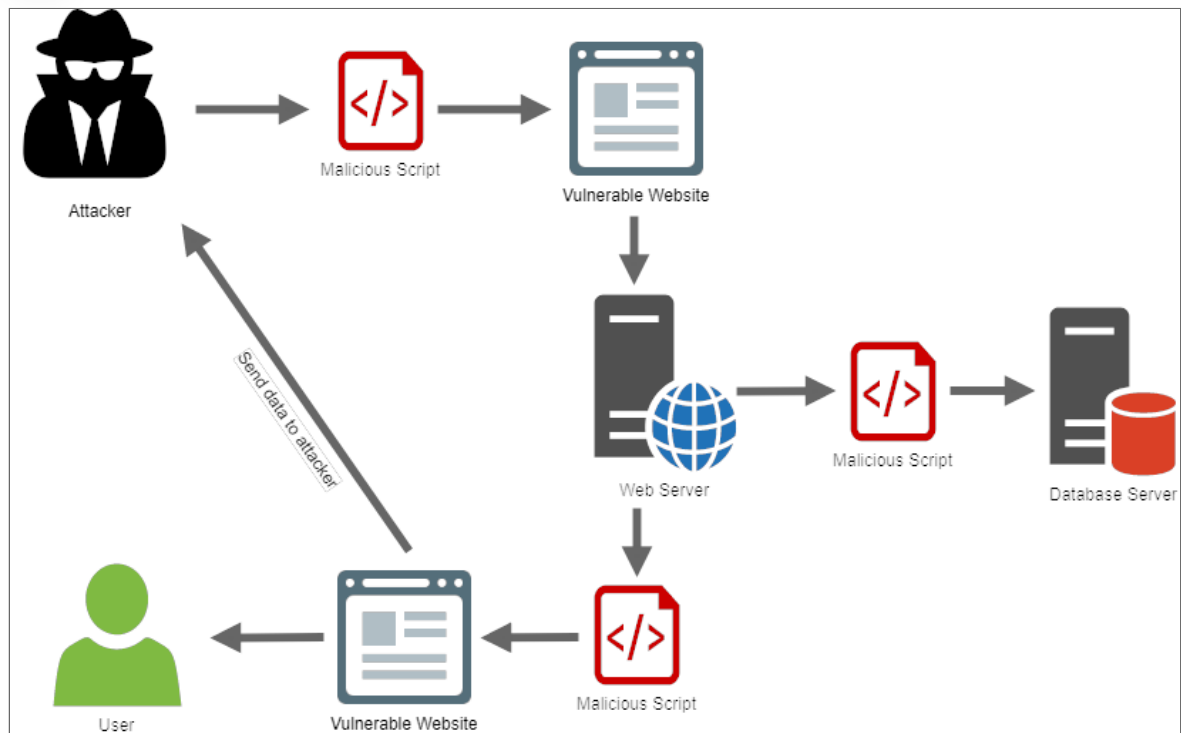 Malicious Script
Vulnerable Website
Attacker
Send data to attacker
Web Server
Malicious Script
Database Server
Malicious Script
Vulnerable Website
User